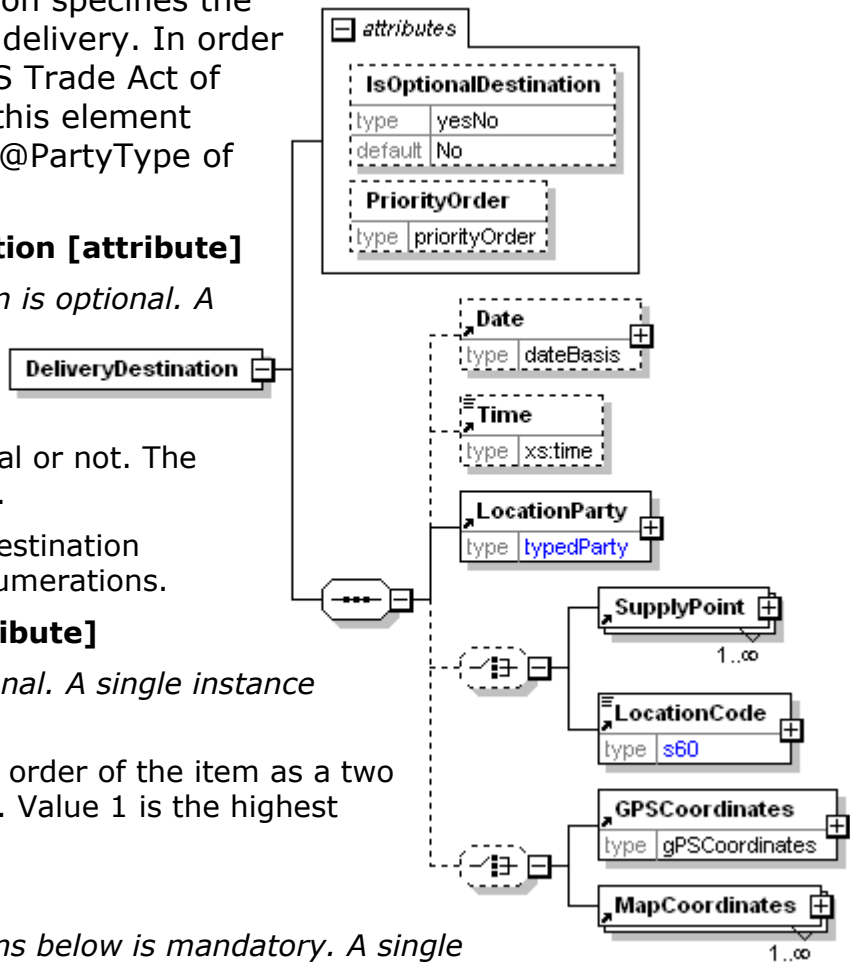 on specifies the
delivery. In order
S Trade Act of
this element
@PartyType of
tion [attribute]
n is optional. A
al or not. The
.
estination
umerations.
ribute]
nal. A single instance
order of the item as a two
. Value 1 is the highest
ns below is mandatory. A single
attributes
IsOptionalDestination
type yesNo
default No
PriorityOrder
type priorityOrder
DeliveryDestination
Date
type dateBasis
Time
type xs:time
LocationParty
type typedParty
SupplyPoint
1..∞
LocationCode
type s60
GPSCoordinates
type gPSCoordinates
MapCoordinates
1..∞